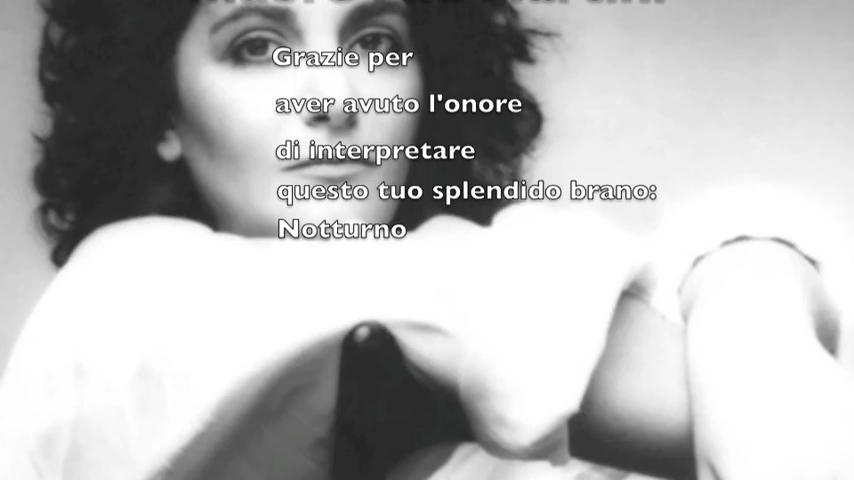 Grazie per
aver avuto l'onore
di interpretare
questo tuo splendido brano:
Notturno